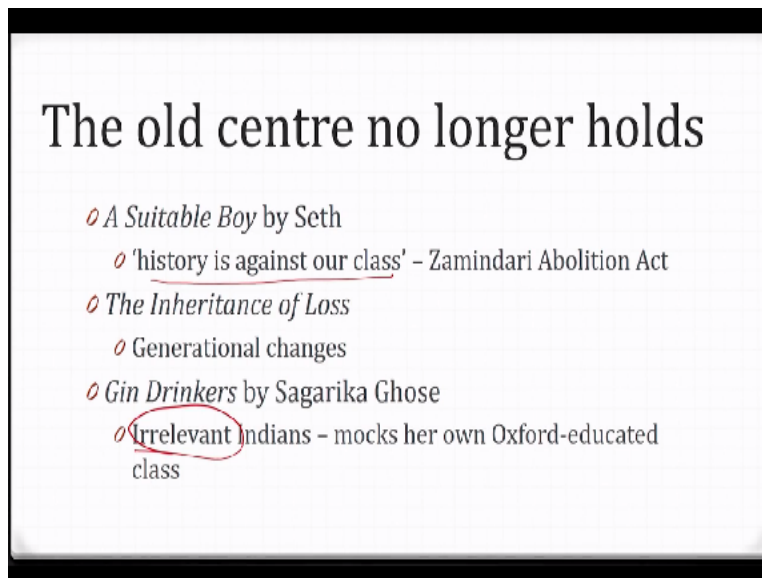 The old centre no longer holds
A Suitable Boy by Seth
'history is against our class' – Zamindari Abolition Act
The Inheritance of Loss
Generational changes
Gin Drinkers by Sagarika Ghose
Irrelevant Indians – mocks her own Oxford-educated
class